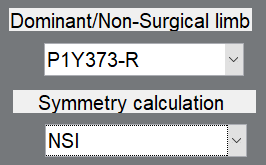 Dominant/Non-Surgical limb
P1Y373-R
Symmetry calculation
NSI